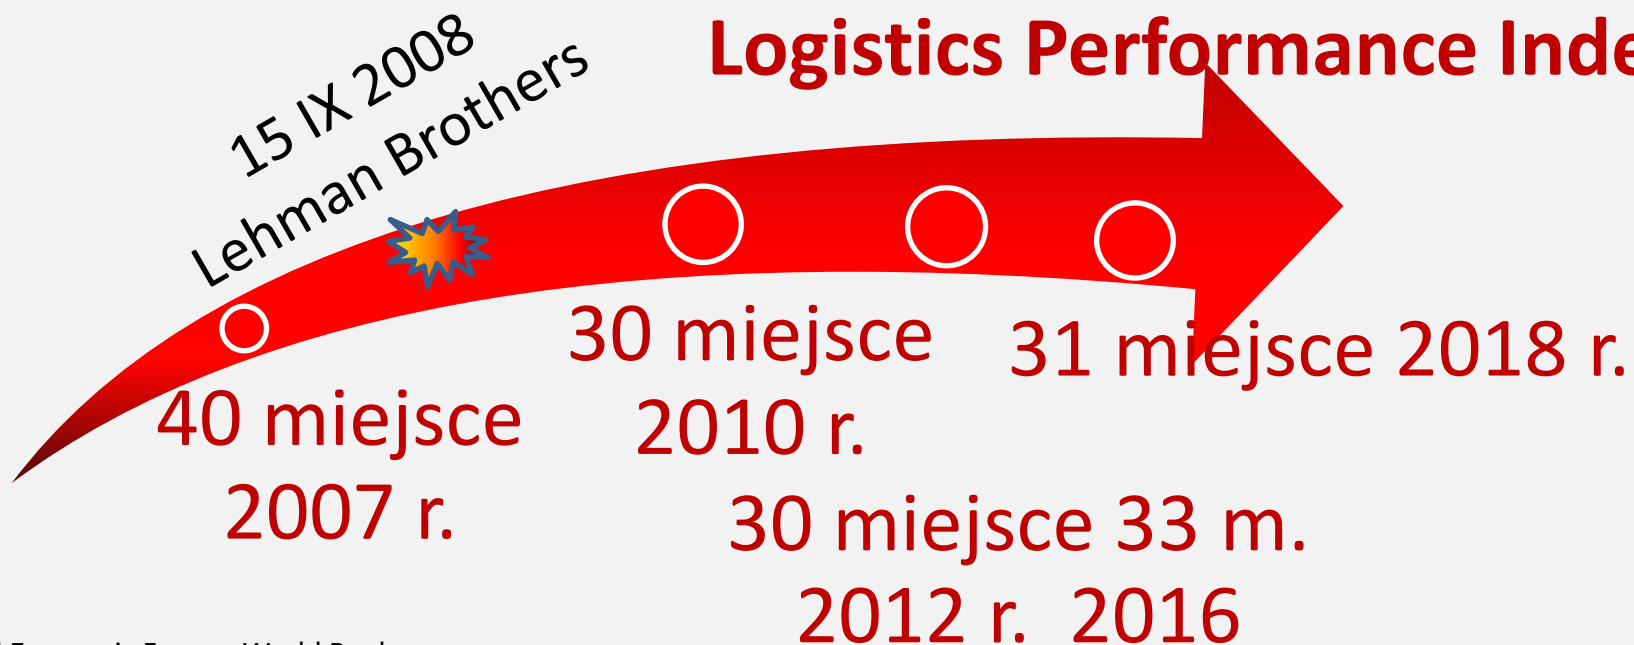 Logistics Performance
15 IX 2008
Lehman Brothers
40 miejsce
2007 r.
30 miejsce
2010 r.
31 miejsce 2018 r.
30 miejsce 33 m.
2012 r. 2016